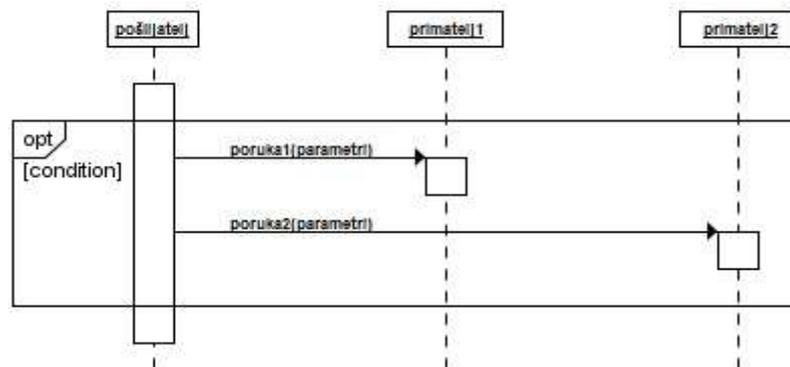 pošiljatelj
primatelj1
primatelj2
opt
[condition]
poruka1(parametri)
poruka2(parametri)